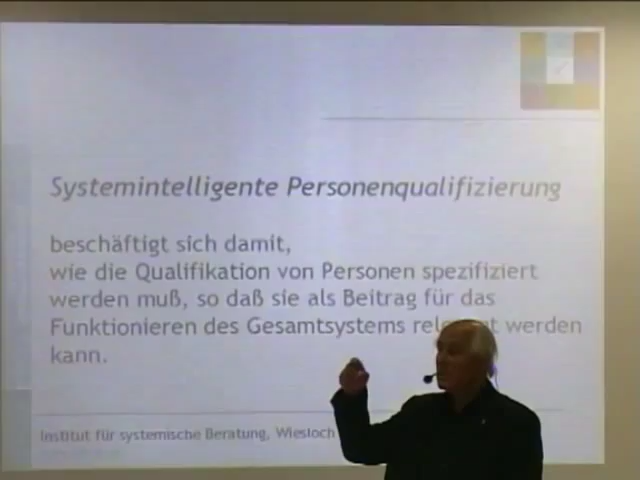 Systemintelligente Personenqualifizierung
beschäftigt sich damit,
wie die Qualifikation von Personen spezifiziert
werden muß, so daß sie als Beitrag für das
Funktionieren des Gesamtsystems werden
kann.
Institut für systemische Beratung, Wiesloch